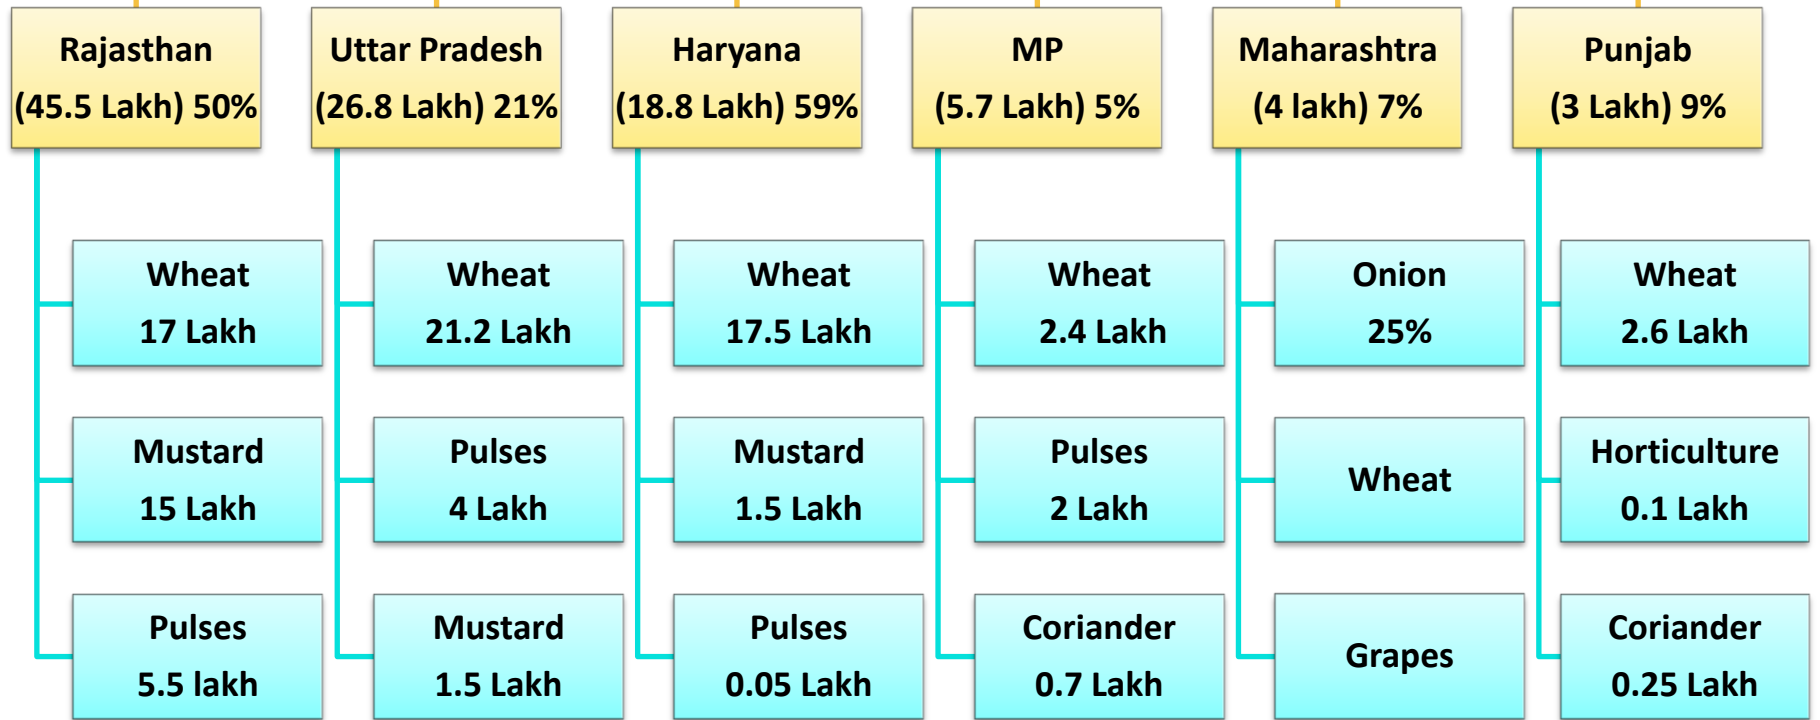 Rajasthan
(45.5 Lakh) 50%
Wheat
17 Lakh
Mustard
15 Lakh
Pulses
5.5 lakh
Uttar Pradesh
(26.8 Lakh) 21%
Wheat
21.2 Lakh
Pulses
4 Lakh
Mustard
1.5 Lakh
Haryana
(18.8 Lakh) 59%
Wheat
17.5 Lakh
Mustard
1.5 Lakh
Pulses
0.05 Lakh
MP
(5.7 Lakh) 5%
Wheat
2.4 Lakh
Pulses
2 Lakh
Coriander
0.7 Lakh
Maharashtra
(4 lakh) 7%
Onion
25%
Wheat
Grapes
Punjab
(3 Lakh) 9%
Wheat
2.6 Lakh
Horticulture
0.1 Lakh
Coriander
0.25 Lakh